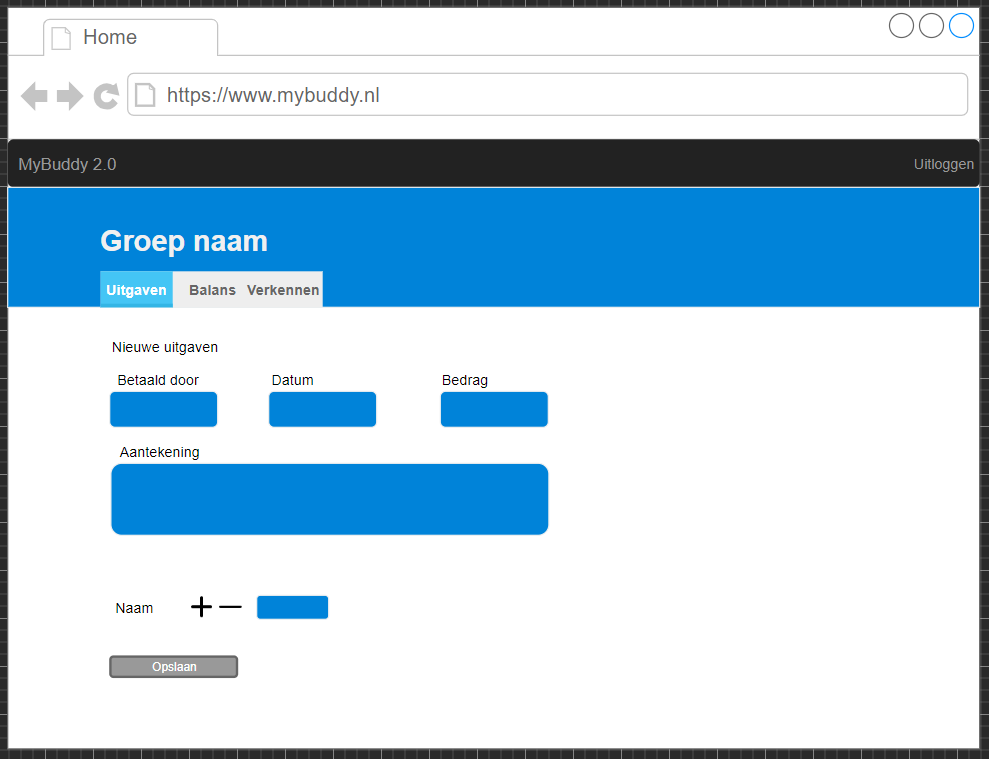 Home
https://www.mybuddy.nl
MyBuddy 2.0 Uitloggen
Groep naam
Uitgaven Balans Verkennen
Nieuwe uitgaven
Betaald door Datum Bedrag
Aantekening
Naam
Opslaan